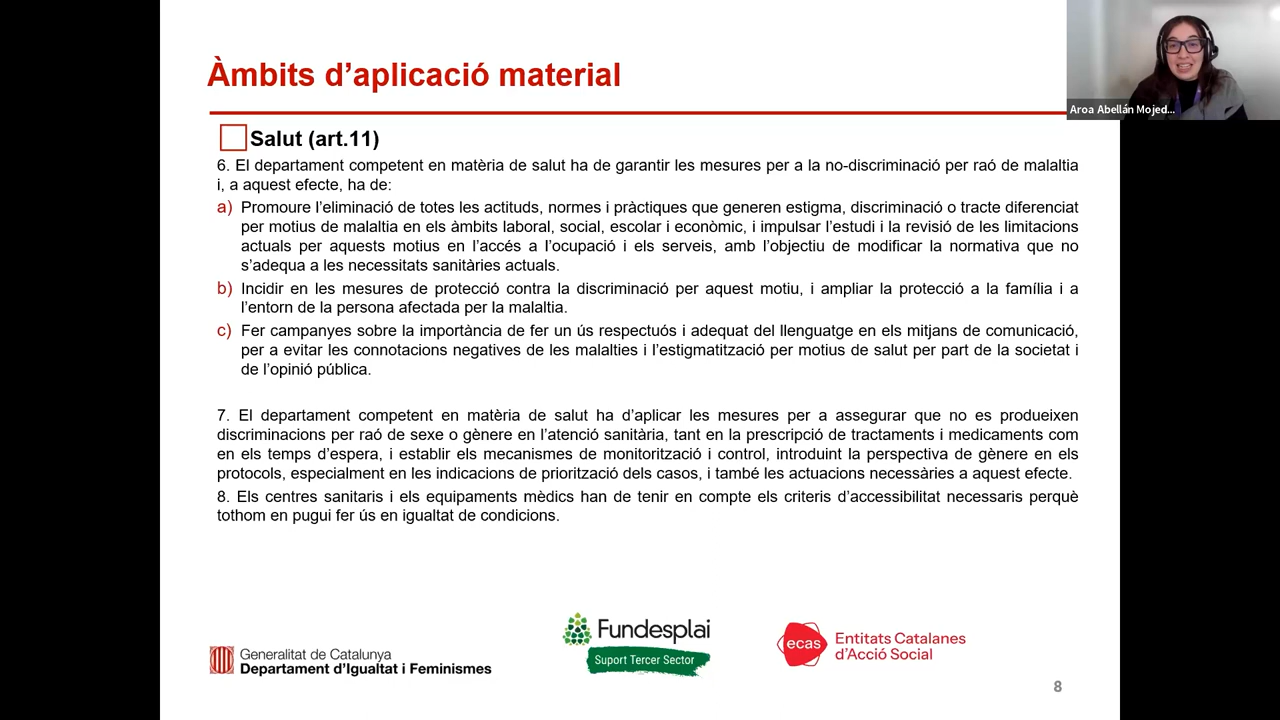 Àmbits d’aplicació material
Aroa Abellán Mojed...
Salut (art.11)
6. El departament competent en matèria de salut ha de garantir les mesures per a la no-discriminació per raó de malaltia
i, a aquest efecte, ha de:
a) Promoure l’eliminació de totes les actituds, normes i pràctiques que generen estigma, discriminació o tracte diferenciat
per motius de malaltia en els àmbits laboral, social, escolar i econòmic, i impulsar l’estudi i la revisió de les limitacions
actuals per aquests motius en l’accés a l’ocupació i els serveis, amb l’objectiu de modificar la normativa que no
s’adequa a les necessitats sanitàries actuals.
b) Incidir en les mesures de protecció contra la discriminació per aquest motiu, i ampliar la protecció a la família i a
l’entorn de la persona afectada per la malaltia.
c) Fer campanyes sobre la importància de fer un ús respectuós i adequat del llenguatge en els mitjans de comunicació,
per a evitar les connotacions negatives de les malalties i l’estigmatització per motius de salut per part de la societat i
de l’opinió pública.
7. El departament competent en matèria de salut ha d’aplicar les mesures per a assegurar que no es produeixen
discriminacions per raó de sexe o gènere en l’atenció sanitària, tant en la prescripció de tractaments i medicaments com
en els temps d’espera, i establir els mecanismes de monitorització i control, introduint la perspectiva de gènere en els
protocols, especialment en les indicacions de priorització dels casos, i també les actuacions necessàries a aquest efecte.
8. Els centres sanitaris i els equipaments mèdics han de tenir en compte els criteris d’accessibilitat necessaris perquè
tothom en pugui fer ús en igualtat de condicions.
Generalitat de Catalunya
Departament d’Igualtat i Feminismes
Fundesplai
Suport Tercer Sector
ecas
Entitats Catalanes
d’Acció Social
8